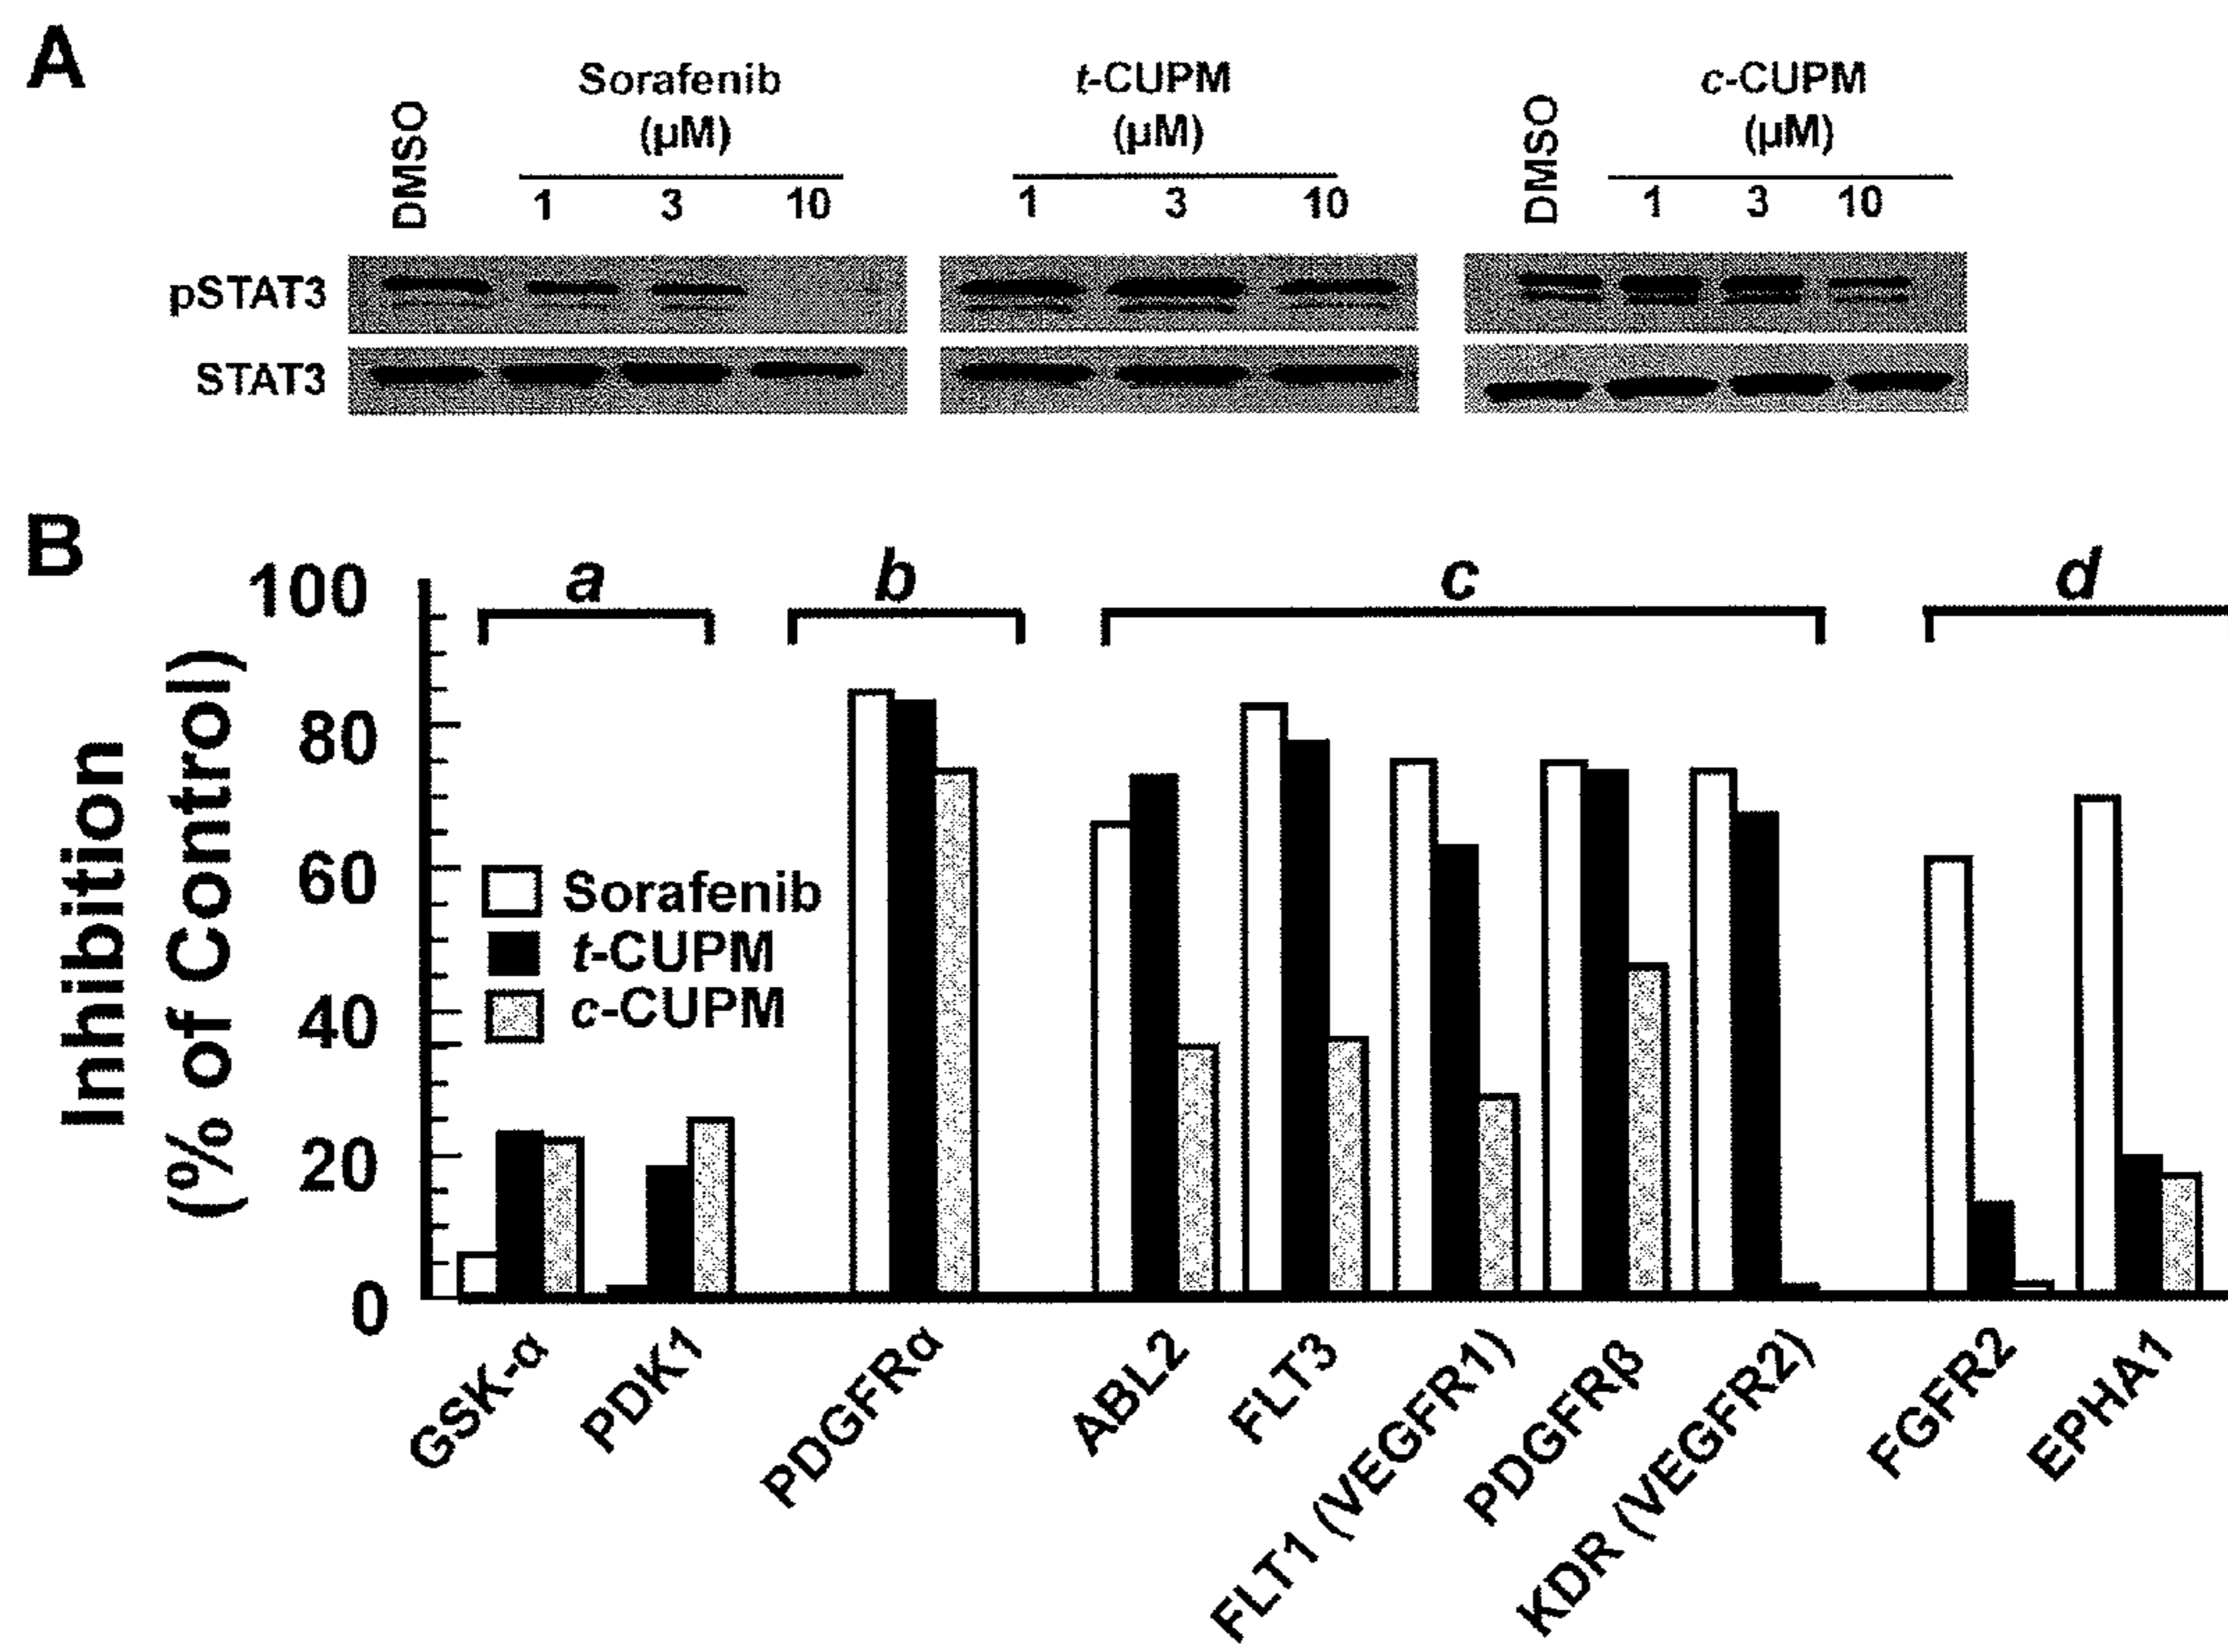 A
DMSO
Sorafenib
(µM)
1 3 10
t-CUPM
(µM)
1 3 10
DMSO
c-CUPM
(µM)
1 3 10
pSTAT3
STAT3
B
Inhibition
(% of Control)
100
80
60
40
20
0
a
b
c
d
Sorafenib
t-CUPM
c-CUPM
GSK-α
PDK1
PDGFRα
ABL2
FLT3
FLT1 (VEGFR1)
PDGFRβ
KDR (VEGFR2)
FGFR2
EPHA1